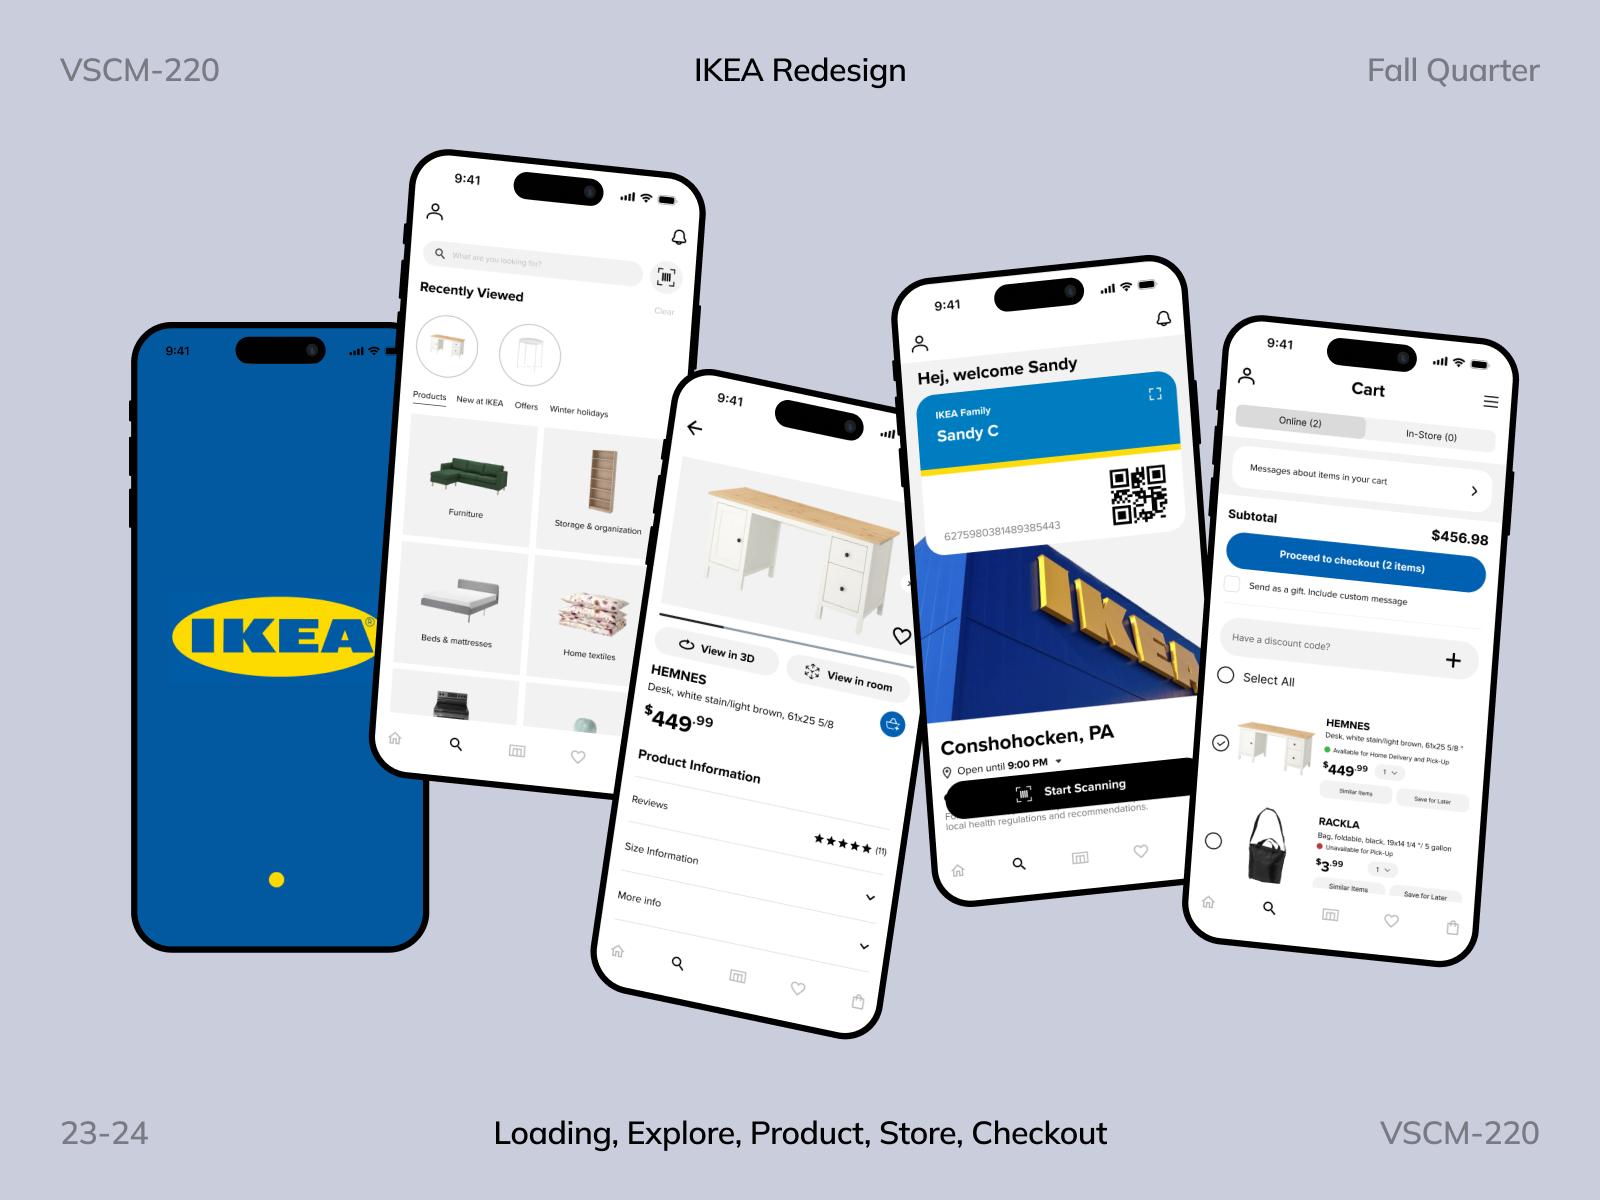 VSCM-220
IKEA Redesign
Fall Quarter
9:41
IKEA®
9:41
What are you looking for?
Recently Viewed
Clear
Products New at IKEA Offers Winter holidays
Furniture
Storage & organization
Beds & mattresses
Home textiles
9:41
View in 3D
View in room
HEMNES
Desk, white stain/light brown, 61x25 5/8
$449.99
Product Information
Reviews
(11)
Size Information
More info
9:41
Hej, welcome Sandy
IKEA Family
Sandy C
6275980381489385443
IKEA
Conshohocken, PA
Open until 9:00 PM
Start Scanning
local health regulations and recommendations.
9:41
Cart
Online (2)
In-Store (0)
Messages about items in your cart
Subtotal
$456.98
Proceed to checkout (2 items)
Send as a gift. Include custom message
Have a discount code?
Select All
HEMNES
Desk, white stain/light brown, 61x25 5/8 "
Available for Home Delivery and Pick-Up
$449.99
1
Similar Items
Save for Later
RACKLA
Bag, foldable, black, 19x14 1/4 "/ 5 gallon
Unavailable for Pick-Up
$3.99
1
Similar Items
Save for Later
23-24
Loading, Explore, Product, Store, Checkout
VSCM-220